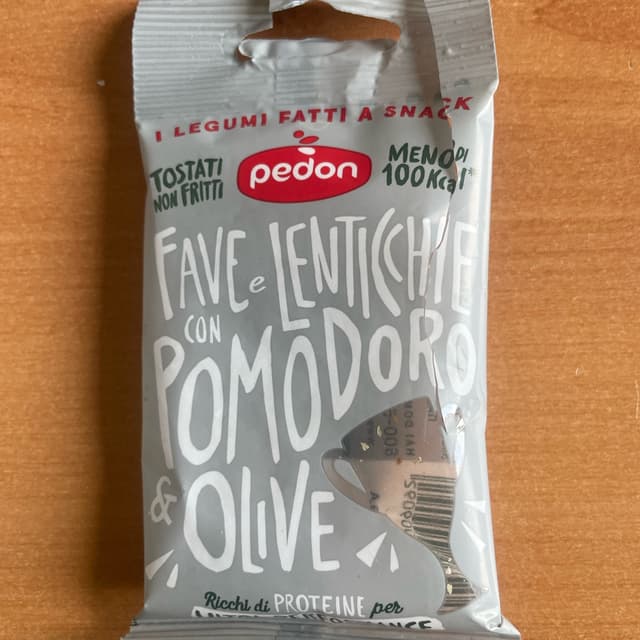 I LEGUMI FATTI A SNACK
TOSTATI
NON FRITTI
pedon
MENO DI
100 Kcal*
FAVE e LENTICCHIE
CON
POMODORO
& OLIVE
Ricchi di PROTEINE per